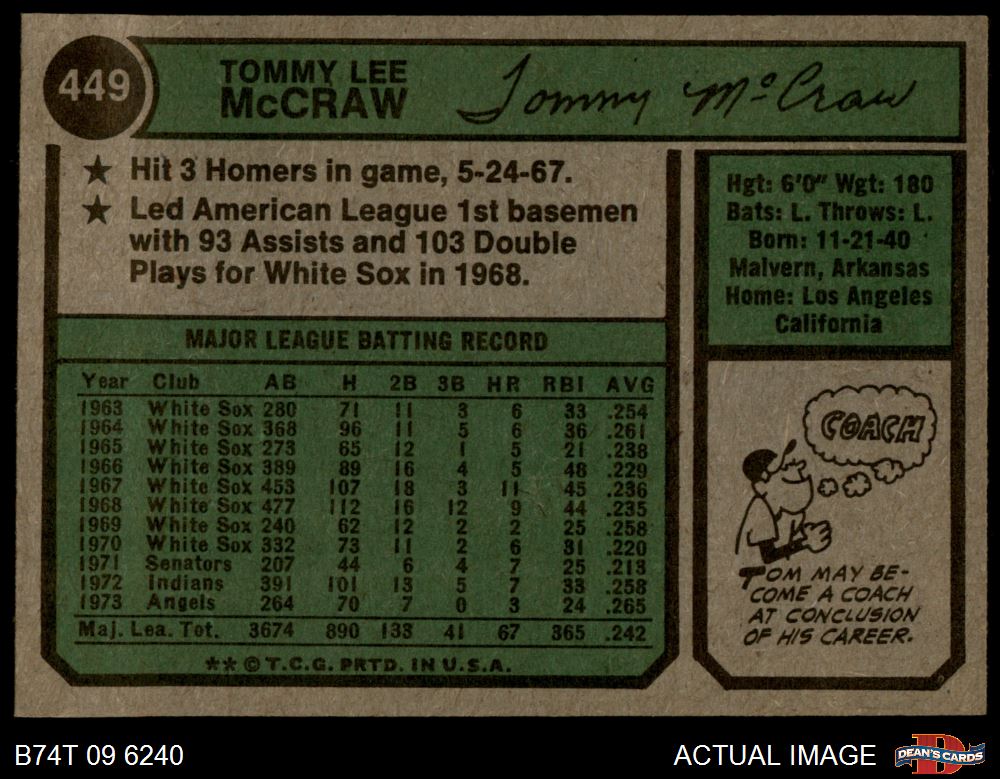 449
TOMMY LEE
McCRAW
Tommy McCraw
★ Hit 3 Homers in game, 5-24-67.
★ Led American League 1st basemen
with 93 Assists and 103 Double
Plays for White Sox in 1968.
Hgt: 6'0" Wgt: 180
Bats: L. Throws: L.
Born: 11-21-40
Malvern, Arkansas
Home: Los Angeles
California
MAJOR LEAGUE BATTING RECORD
Year Club AB H 2B 3B HR RBI AVG
1963 White Sox 280 71 11 3 6 33 .254
1964 White Sox 368 96 11 5 6 36 .261
1965 White Sox 273 65 12 1 5 21 .238
1966 White Sox 389 89 16 4 5 48 .229
1967 White Sox 453 107 18 3 11 45 .236
1968 White Sox 477 112 16 12 9 44 .235
1969 White Sox 240 62 12 2 2 25 .258
1970 White Sox 332 73 11 2 6 31 .220
1971 Senators 207 44 6 4 7 25 .213
1972 Indians 391 101 13 5 7 33 .258
1973 Angels 264 70 7 0 3 24 .265
Maj. Lea. Tot. 3674 890 133 41 67 365 .242
** © T.C.G. PRTD. IN U.S.A.
COACH
TOM MAY BE-
COME A COACH
AT CONCLUSION
OF HIS CAREER.
B74T 09 6240
ACTUAL IMAGE
DEAN'S CARDS